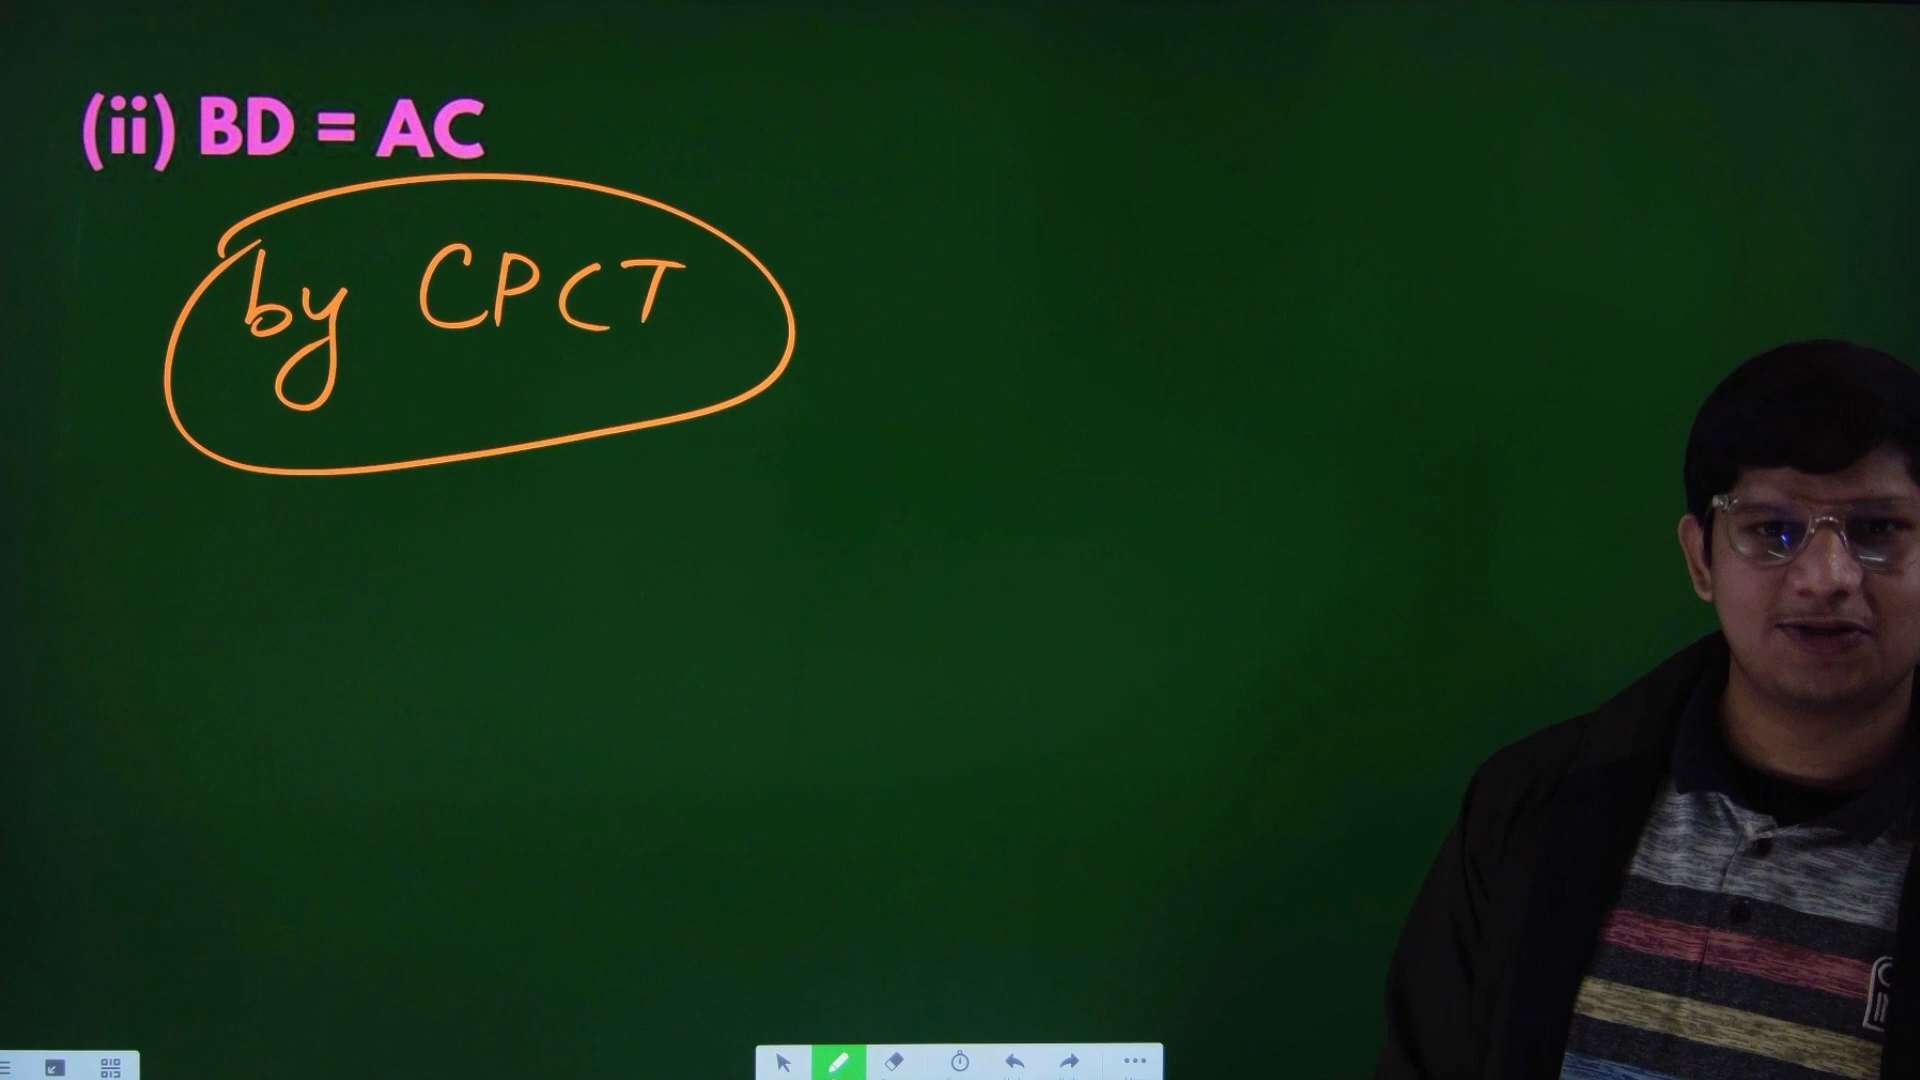 (ii) BD = AC
by CPCT